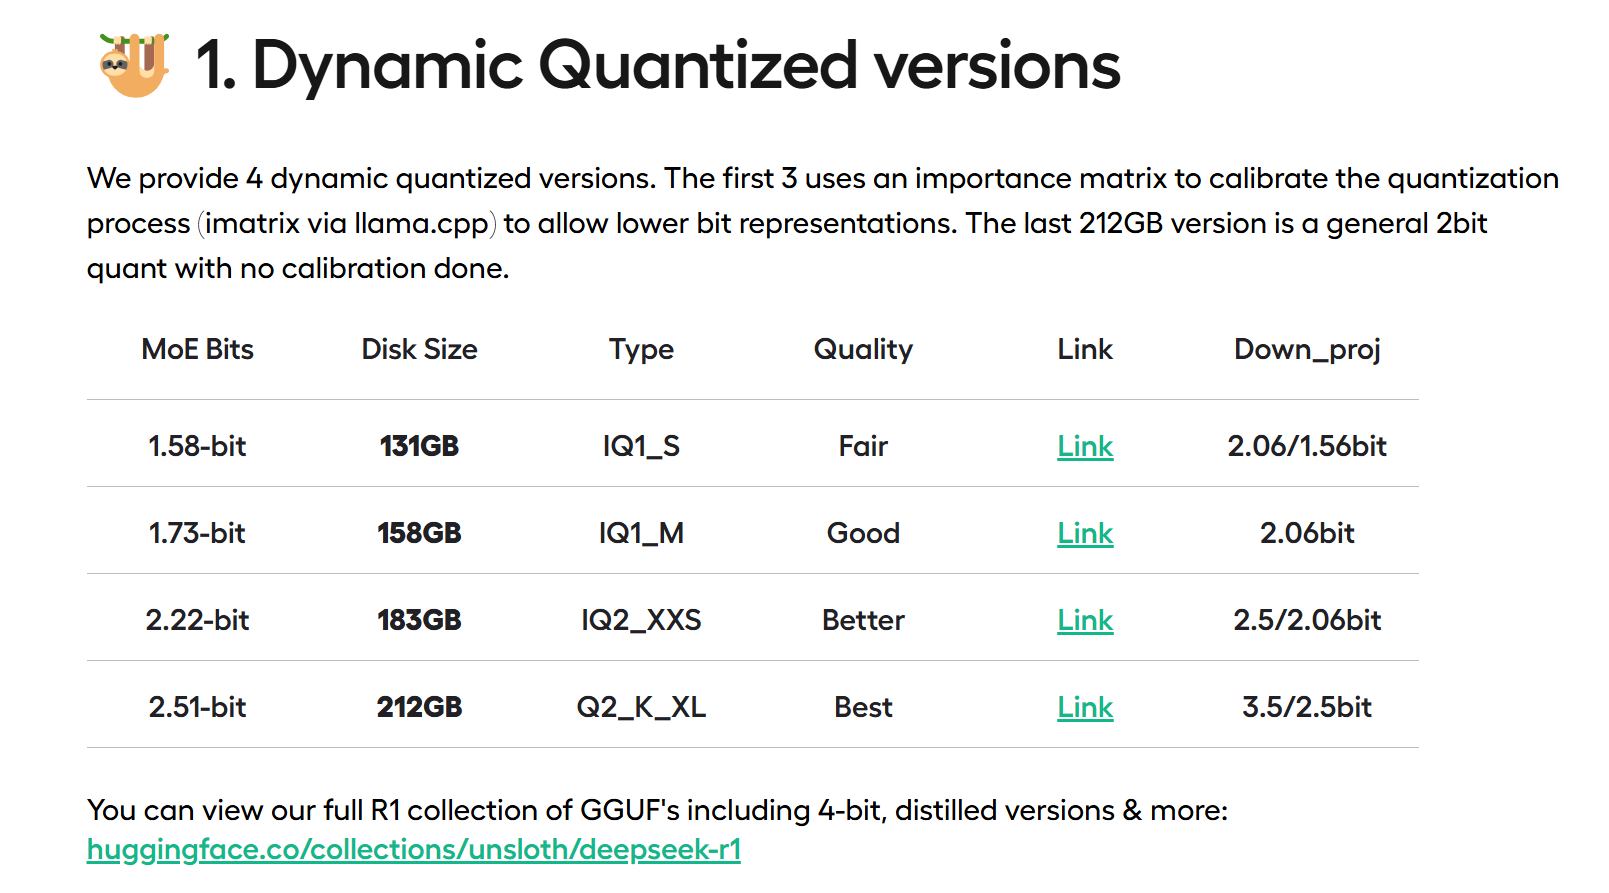 1. Dynamic Quantized versions
We provide 4 dynamic quantized versions. The first 3 uses an importance matrix to calibrate the quantization
process (imatrix via llama.cpp) to allow lower bit representations. The last 212GB version is a general 2bit
quant with no calibration done.
MoE Bits Disk Size Type Quality Link Down_proj
1.58-bit 131GB IQ1_S Fair Link 2.06/1.56bit
1.73-bit 158GB IQ1_M Good Link 2.06bit
2.22-bit 183GB IQ2_XXS Better Link 2.5/2.06bit
2.51-bit 212GB Q2_K_XL Best Link 3.5/2.5bit
You can view our full R1 collection of GGUF's including 4-bit, distilled versions & more:
huggingface.co/collections/unsloth/deepseek-r1